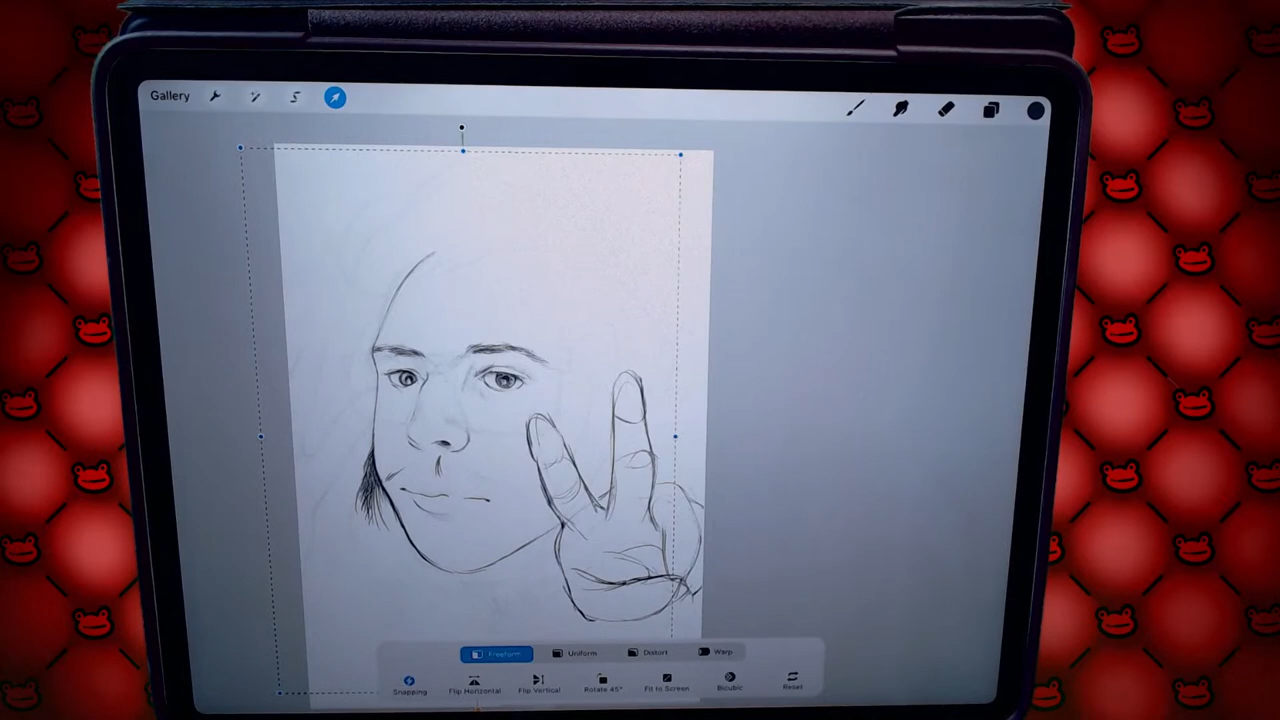 Gallery
Freeform Uniform Distort Warp
Snapping Flip Horizontal Flip Vertical Rotate 45° Fit to Screen Bicubic Reset